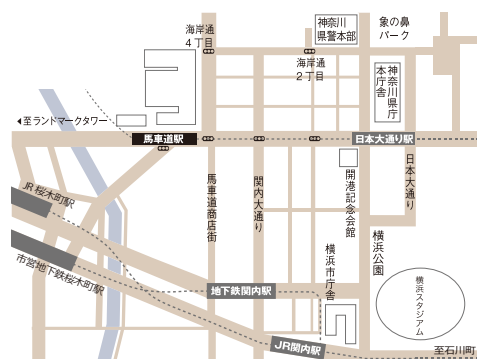 海岸通
4丁目
神奈川
県警本部
象の鼻
パーク
海岸通
2丁目
神奈川県庁
本庁舎
◀至ランドマークタワー
馬車道駅
日本大通り駅
日本大通り
開港記念会館
馬車道商店街
関内大通り
JR桜木町駅
市営地下鉄桜木町駅
横浜公園
横浜市庁舎
横浜スタジアム
地下鉄関内駅
JR関内駅
至石川町